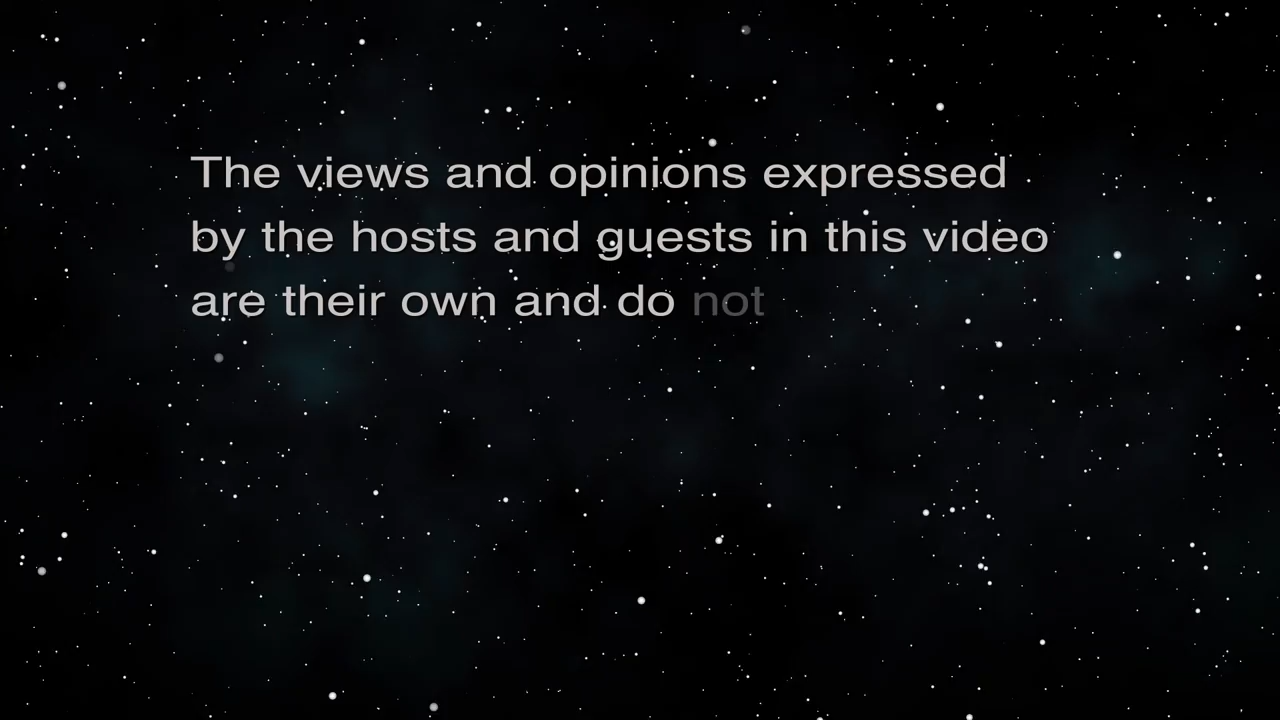 The views and opinions expressed
by the hosts and guests in this video
are their own and do not